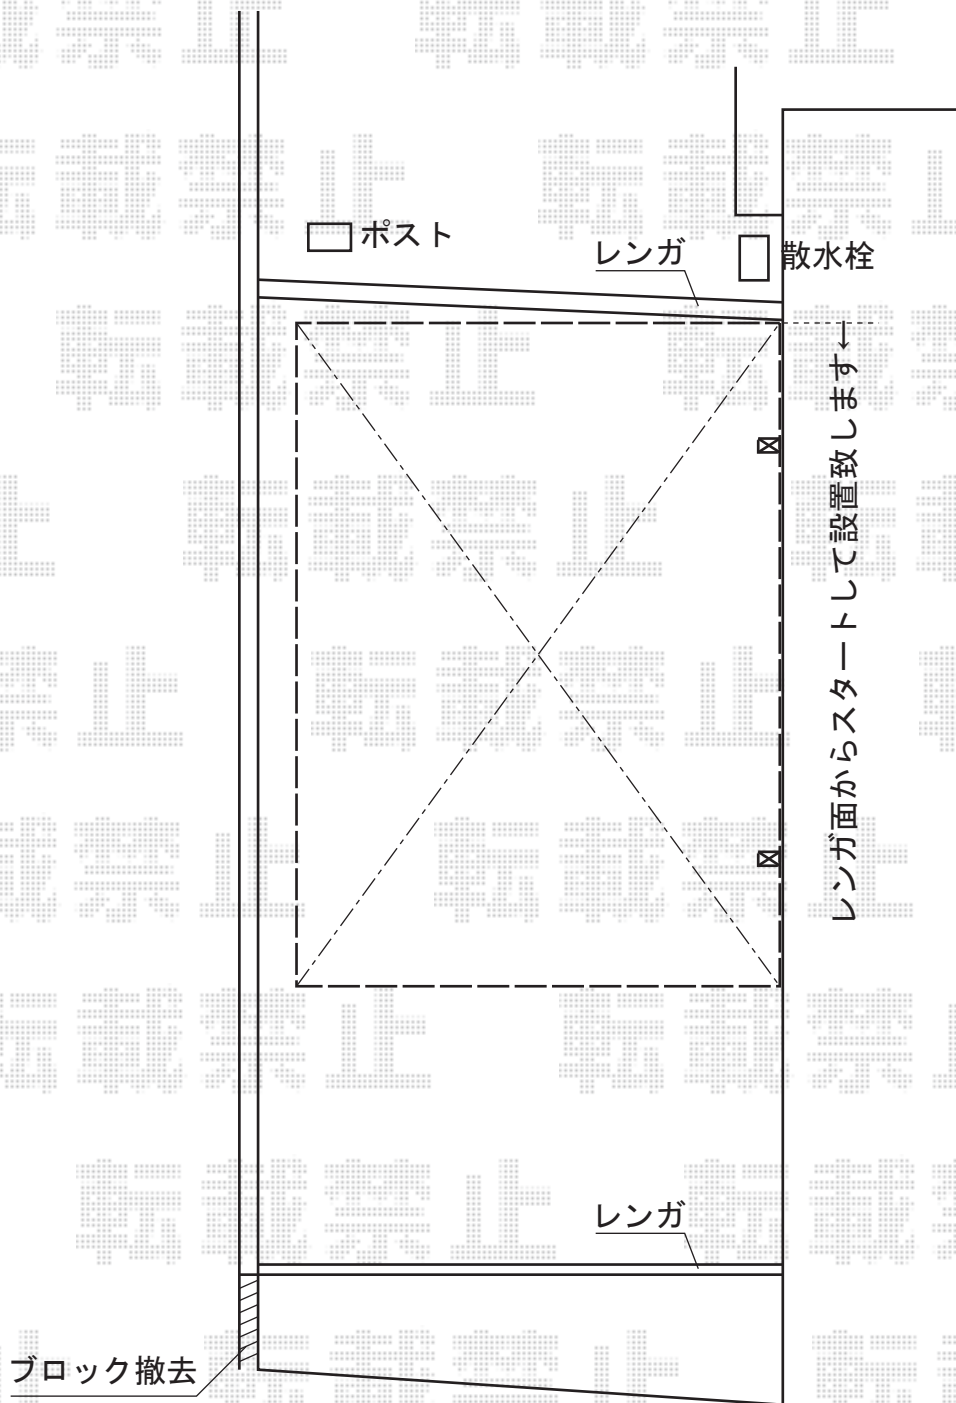 ポスト
レンガ
散水栓
レンガ面からスタートして設置致します→
レンガ
ブロック撤去
転載禁止